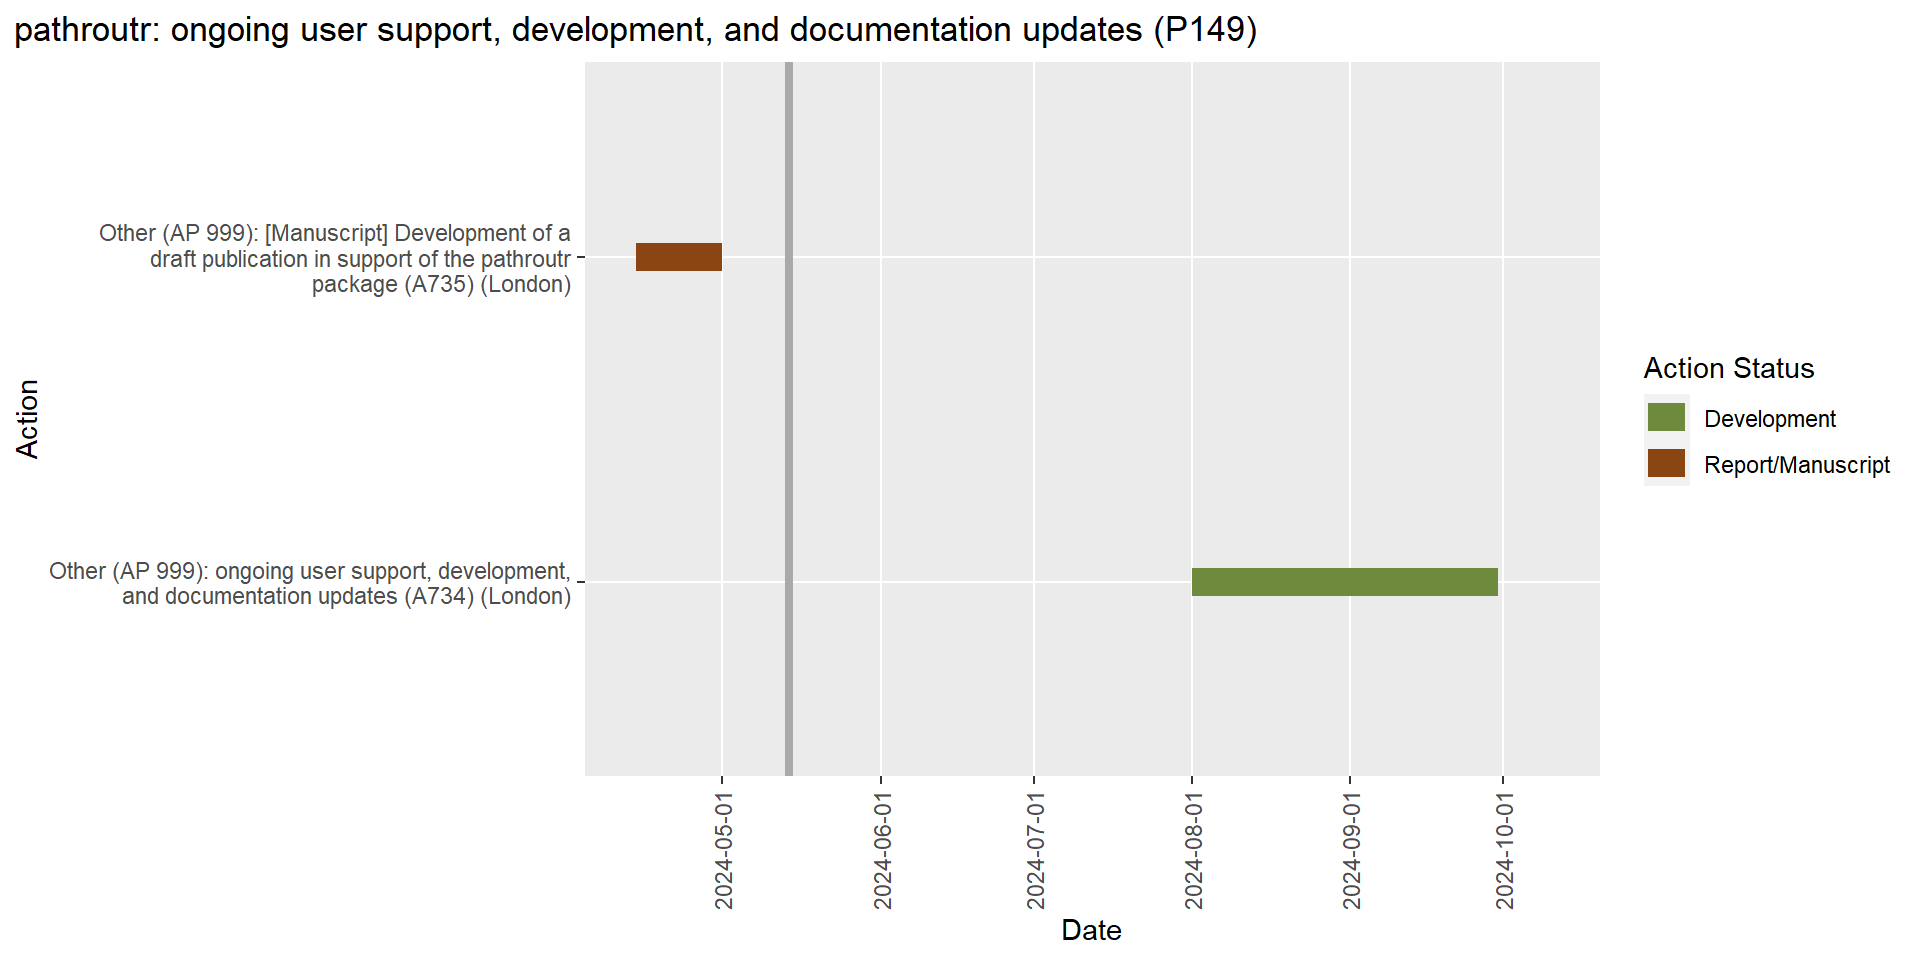 pathroutr: ongoing user support, development, and documentation updates (P149)
Other (AP 999): [Manuscript] Development of a
draft publication in support of the pathroutr
package (A735) (London)
Other (AP 999): ongoing user support, development,
and documentation updates (A734) (London)
Action
2024-05-01
2024-06-01
2024-07-01
2024-08-01
2024-09-01
2024-10-01
Date
Action Status
Development
Report/Manuscript